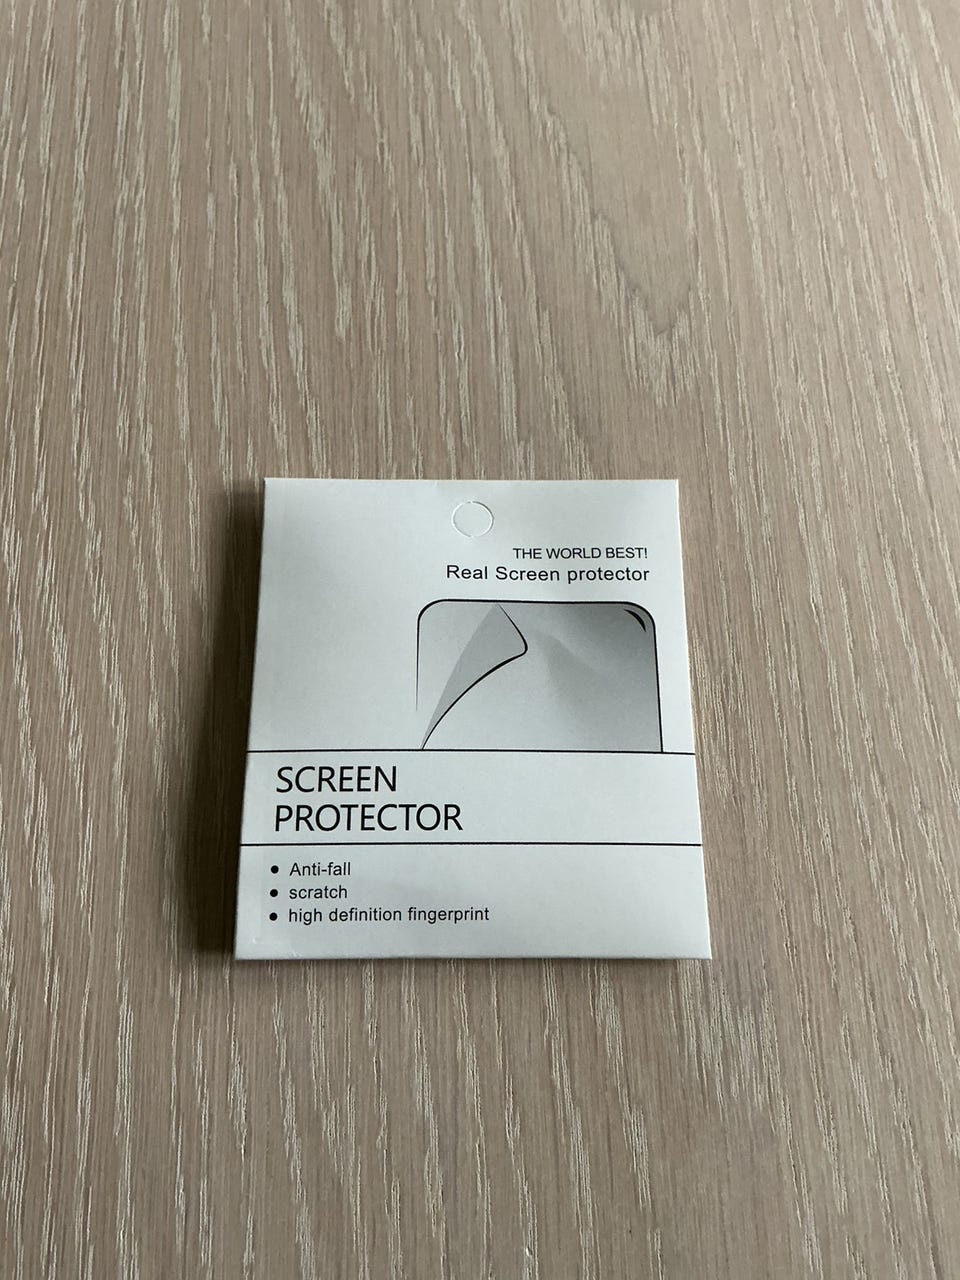 THE WORLD BEST!
Real Screen protector
SCREEN
PROTECTOR
• Anti-fall
• scratch
• high definition fingerprint